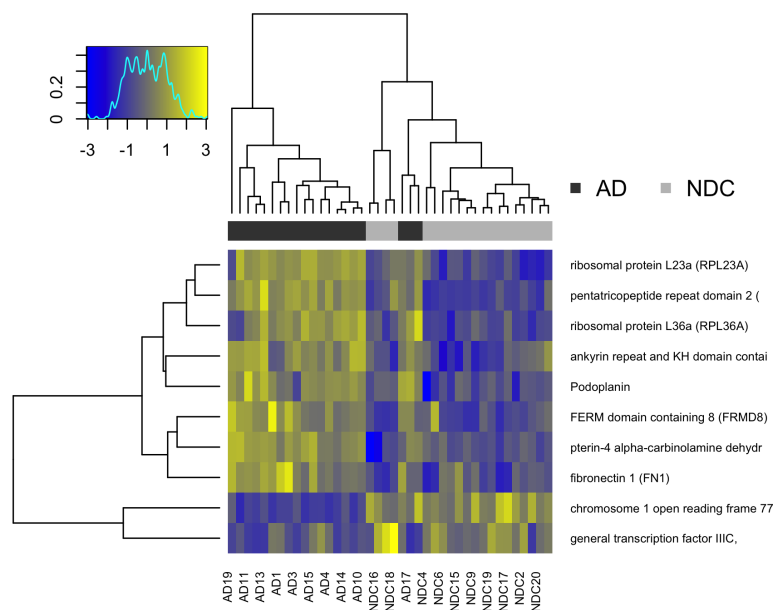 0.2
0
-3 -1 1 3
AD NDC
ribosomal protein L23a (RPL23A)
pentatricopeptide repeat domain 2 (
ribosomal protein L36a (RPL36A)
ankyrin repeat and KH domain contai
Podoplanin
FERM domain containing 8 (FRMD8)
pterin-4 alpha-carbinolamine dehydr
fibronectin 1 (FN1)
chromosome 1 open reading frame 77
general transcription factor IIIC,
AD19 AD11 AD13 AD1 AD3 AD15 AD4 AD14 AD10 NDC16 NDC18 AD17 NDC4 NDC6 NDC15 NDC9 NDC19 NDC17 NDC2 NDC20